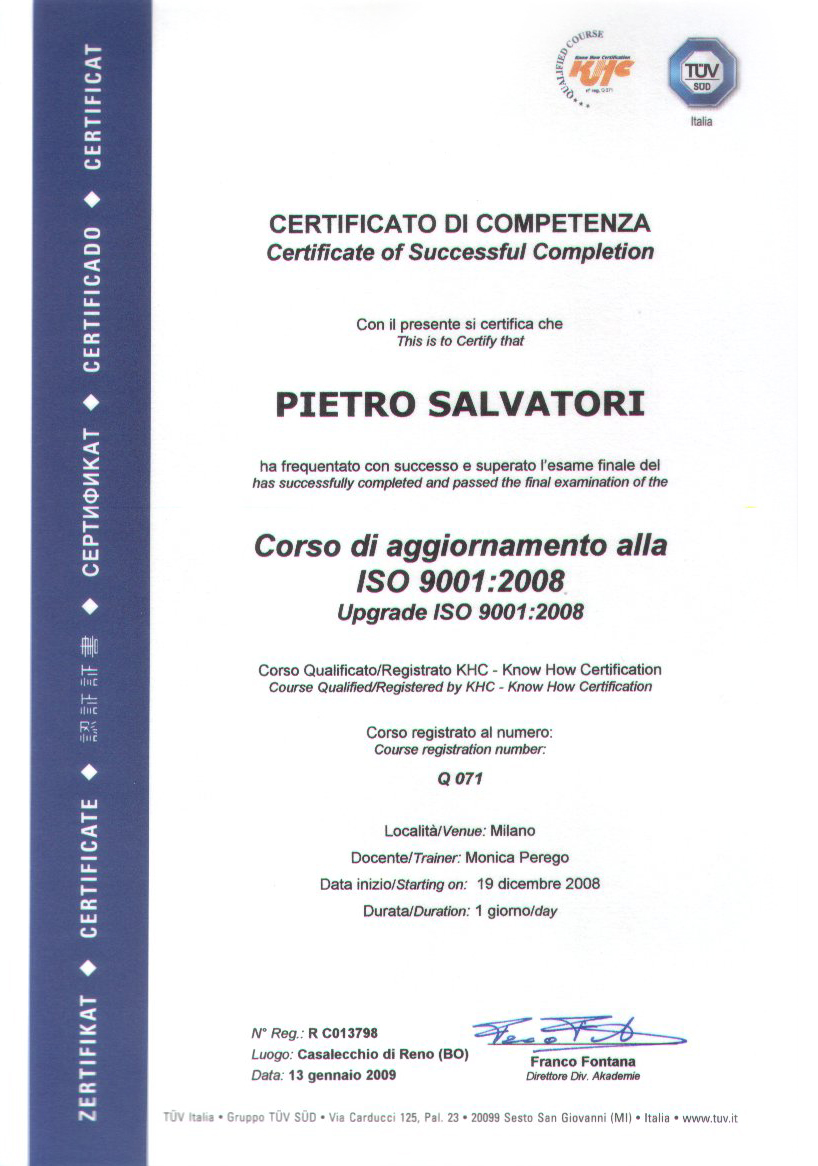 QUALIFIED COURSE
Know How Certification
KHC
n° reg. Q 071
TÜV
SÜD
Italia
CERTIFICATO DI COMPETENZA
Certificate of Successful Completion
Con il presente si certifica che
This is to Certify that
PIETRO SALVATORI
ha frequentato con successo e superato l'esame finale del
has successfully completed and passed the final examination of the
Corso di aggiornamento alla
ISO 9001:2008
Upgrade ISO 9001:2008
Corso Qualificato/Registrato KHC - Know How Certification
Course Qualified/Registered by KHC - Know How Certification
Corso registrato al numero:
Course registration number:
Q 071
Località/Venue: Milano
Docente/Trainer: Monica Perego
Data inizio/Starting on: 19 dicembre 2008
Durata/Duration: 1 giorno/day
N° Reg.: R C013798
Luogo: Casalecchio di Reno (BO)
Data: 13 gennaio 2009
Franco Fontana
Direttore Div. Akademie
TÜV Italia • Gruppo TÜV SÜD • Via Carducci 125, Pal. 23 • 20099 Sesto San Giovanni (MI) • Italia • www.tuv.it
ZERTIFIKAT ◆ CERTIFICATE ◆ 認証証書 ◆ СЕРТИФИКАТ ◆ CERTIFICADO ◆ CERTIFICAT